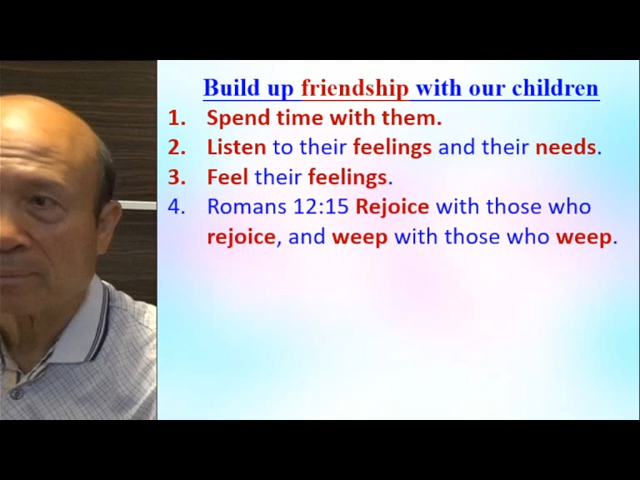 Build up friendship with our children
1. Spend time with them.
2. Listen to their feelings and their needs.
3. Feel their feelings.
4. Romans 12:15 Rejoice with those who
rejoice, and weep with those who weep.